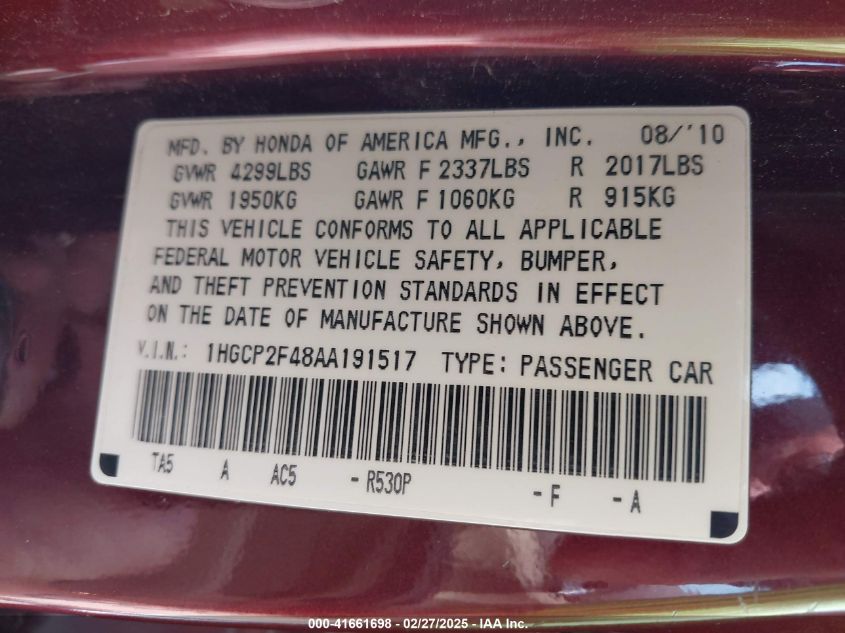 MFD. BY HONDA OF AMERICA MFG., INC. 08/'10
GVWR 4299LBS GAWR F 2337LBS R 2017LBS
GVWR 1950KG GAWR F 1060KG R 915KG
THIS VEHICLE CONFORMS TO ALL APPLICABLE
FEDERAL MOTOR VEHICLE SAFETY, BUMPER,
AND THEFT PREVENTION STANDARDS IN EFFECT
ON THE DATE OF MANUFACTURE SHOWN ABOVE.
V.I.N.: 1HGCP2F48AA191517 TYPE: PASSENGER CAR
TA5 A AC5 - R530P - F - A
000-41661698 - 02/27/2025 - IAA Inc.